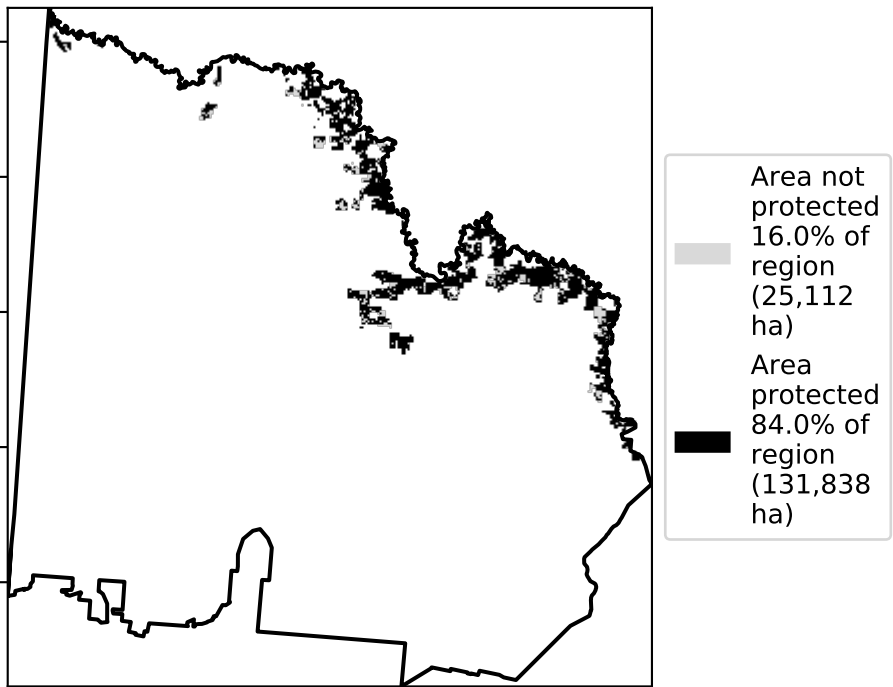 Area not
protected
16.0% of
region
(25,112
ha)
Area
protected
84.0% of
region
(131,838
ha)